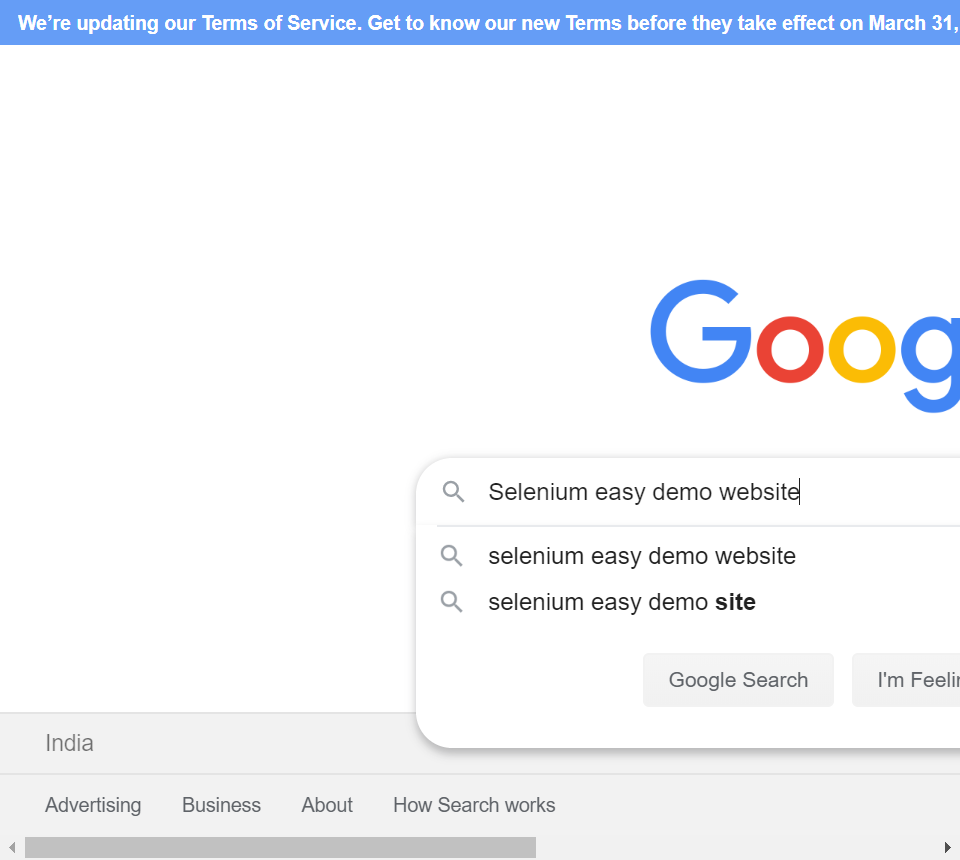 We're updating our Terms of Service. Get to know our new Terms before they take effect on March 31,
Goog
Selenium easy demo website
selenium easy demo website
selenium easy demo site
Google Search I'm Feelin
India
Advertising Business About How Search works